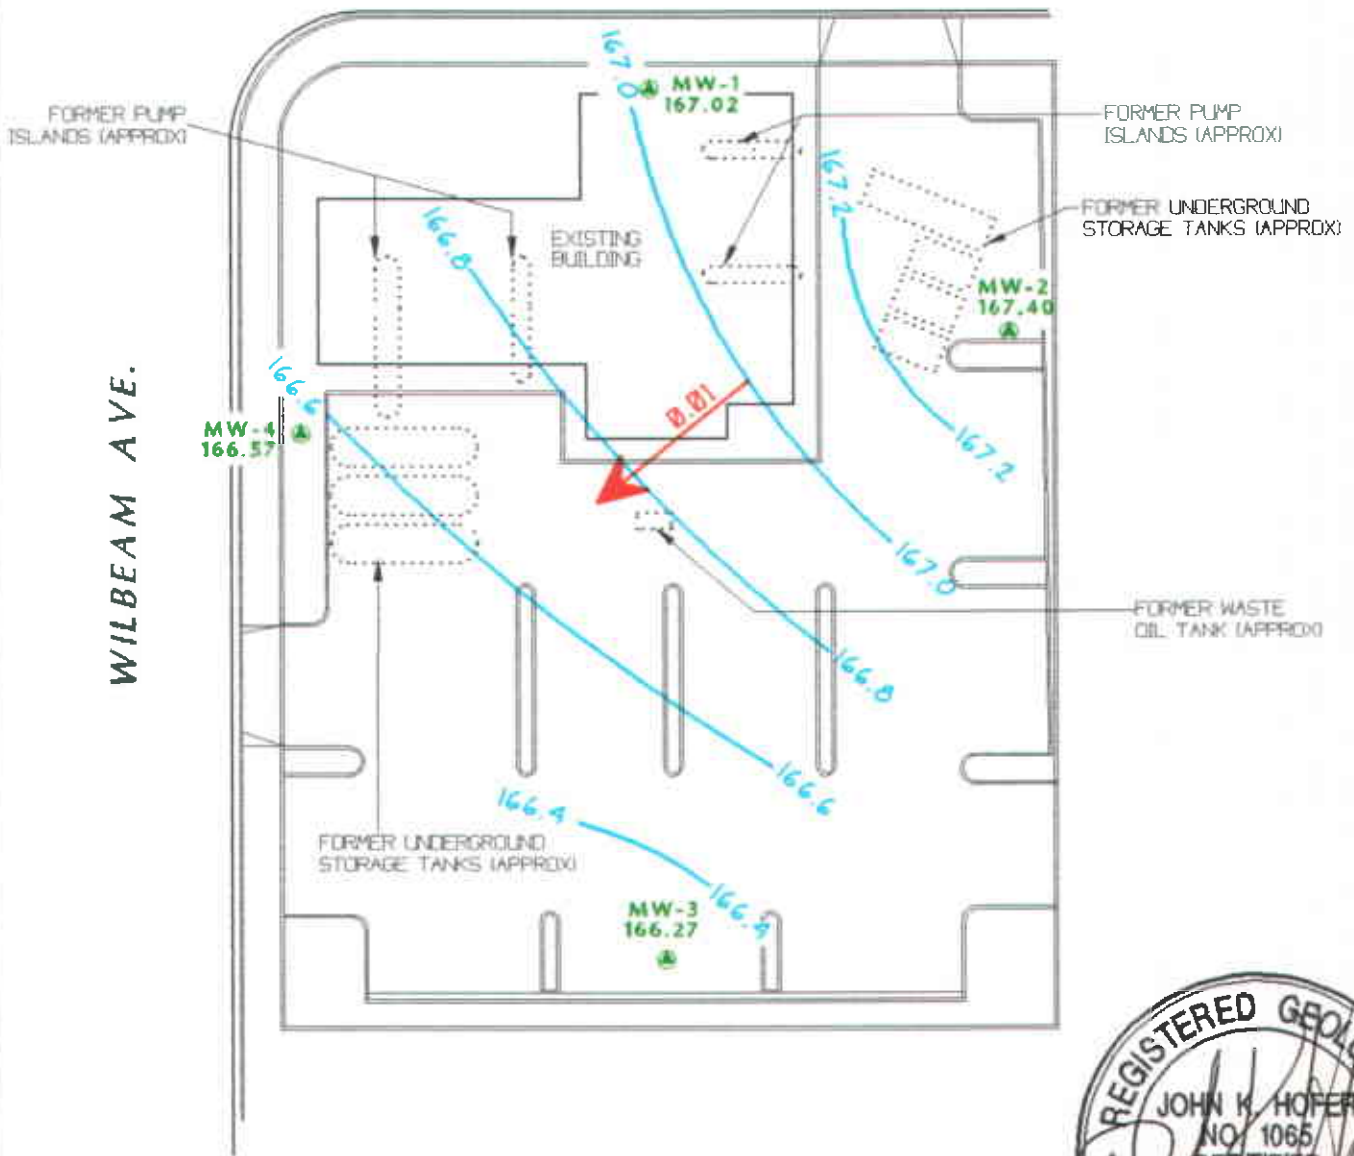 167.0
MW-1
167.02
FORMER PUMP
ISLANDS (APPROX)
FORMER PUMP
ISLANDS (APPROX)
167.2
FORMER UNDERGROUND
STORAGE TANKS (APPROX)
166.8
EXISTING
BUILDING
MW-2
167.40
166.6
WILBEAM AVE.
MW-4
166.57
0.01
167.2
167.0
FORMER WASTE
OIL TANK (APPROX)
166.8
166.6
166.4
FORMER UNDERGROUND
STORAGE TANKS (APPROX)
166.4
MW-3
166.27
REGISTERED
JOHN K. HOFER
NO. 1065